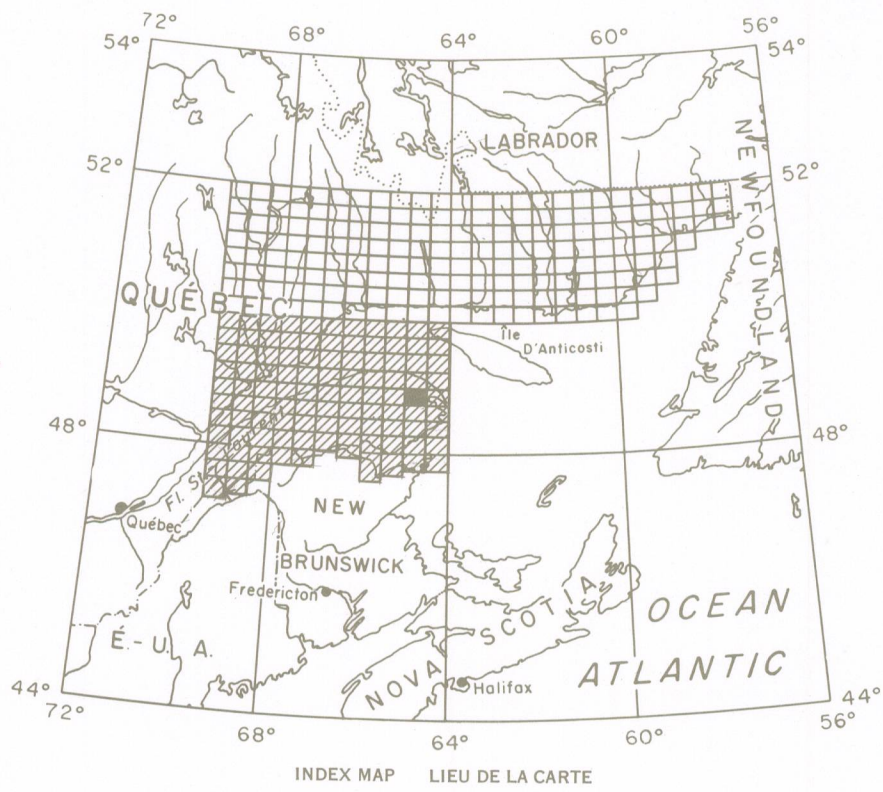 72° 68° 64° 60° 56°
54° 54°
LABRADOR
52° 52°
NEWFOUNDLAND
QUÉBEC
Île
D'Anticosti
48° 48°
Fl. St. Laurent
NEW
Québec
BRUNSWICK
Fredericton
NOVA SCOTIA
OCEAN
É.-U. A.
ATLANTIC
Halifax
44° 44°
72° 68° 64° 60° 56°
INDEX MAP LIEU DE LA CARTE